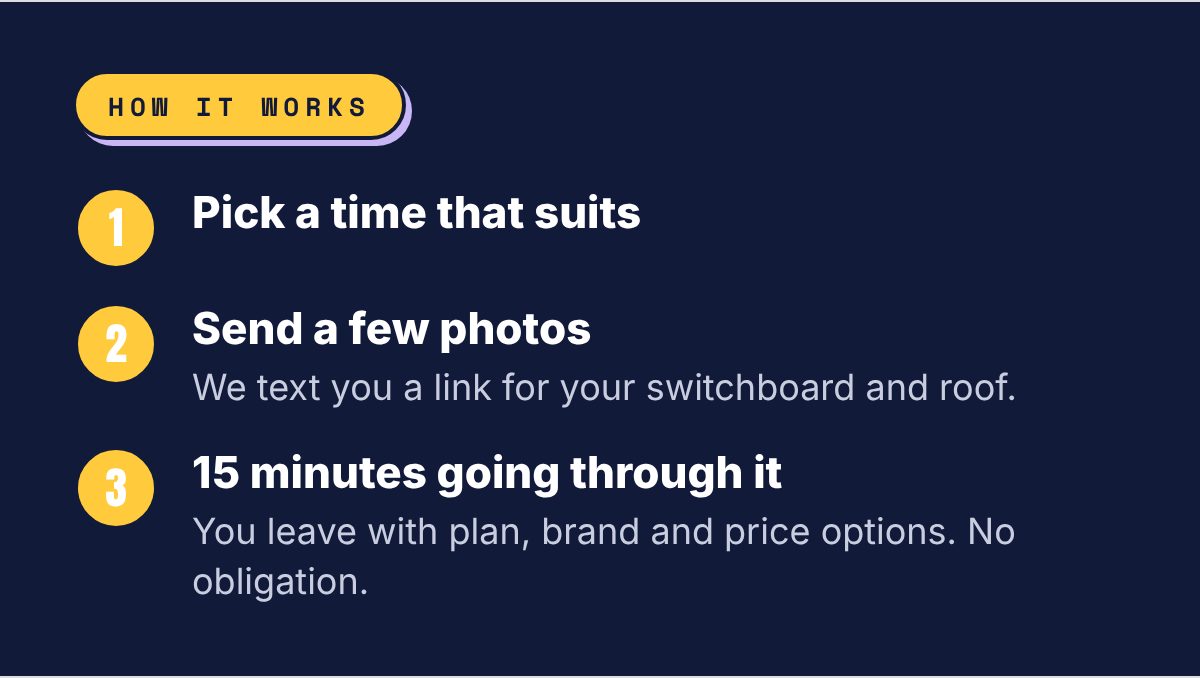 HOW IT WORKS
1
Pick a time that suits
2
Send a few photos
We text you a link for your switchboard and roof.
3
15 minutes going through it
You leave with plan, brand and price options. No
obligation.